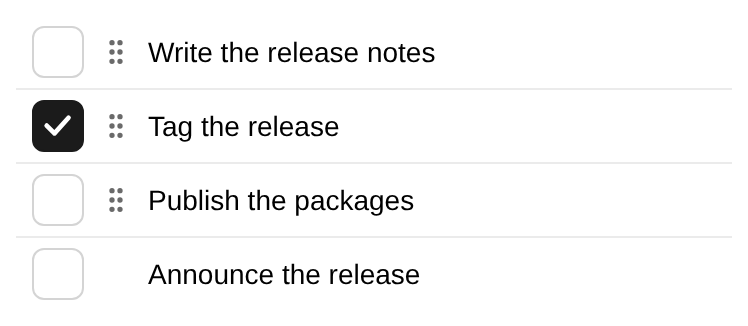 Write the release notes
Tag the release
Publish the packages
Announce the release